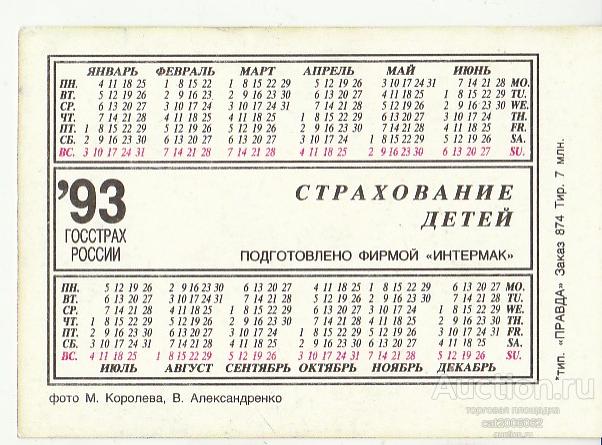 ЯНВАРЬ ФЕВРАЛЬ МАРТ АПРЕЛЬ МАЙ ИЮНЬ
ПН. 4 11 18 25 1 8 15 22 1 8 15 22 29 5 12 19 26 3 10 17 24 31 7 14 21 28 MO.
ВТ. 5 12 19 26 2 9 16 23 2 9 16 23 30 6 13 20 27 4 11 18 25 1 8 15 22 29 TU.
СР. 6 13 20 27 3 10 17 24 3 10 17 24 31 7 14 21 28 5 12 19 26 2 9 16 23 30 WE.
ЧТ. 7 14 21 28 4 11 18 25 4 11 18 25 1 8 15 22 29 6 13 20 27 3 10 17 24 TH.
ПТ. 1 8 15 22 29 5 12 19 26 5 12 19 26 2 9 16 23 30 7 14 21 28 4 11 18 25 FR.
СБ. 2 9 16 23 30 6 13 20 27 6 13 20 27 3 10 17 24 1 8 15 22 29 5 12 19 26 SA.
ВС. 3 10 17 24 31 7 14 21 28 7 14 21 28 4 11 18 25 2 9 16 23 30 6 13 20 27 SU.
'93
ГОССТРАХ
РОССИИ
СТРАХОВАНИЕ
ДЕТЕЙ
ПОДГОТОВЛЕНО ФИРМОЙ «ИНТЕРМАК»
ПН. 5 12 19 26 2 9 16 23 30 6 13 20 27 4 11 18 25 1 8 15 22 29 6 13 20 27 MO.
ВТ. 6 13 20 27 3 10 17 24 31 7 14 21 28 5 12 19 26 2 9 16 23 30 7 14 21 28 TU.
СР. 7 14 21 28 4 11 18 25 1 8 15 22 29 6 13 20 27 3 10 17 24 1 8 15 22 29 WE.
ЧТ. 1 8 15 22 29 5 12 19 26 2 9 16 23 30 7 14 21 28 4 11 18 25 2 9 16 23 30 TH.
ПТ. 2 9 16 23 30 6 13 20 27 3 10 17 24 1 8 15 22 29 5 12 19 26 3 10 17 24 31 FR.
СБ. 3 10 17 24 31 7 14 21 28 4 11 18 25 2 9 16 23 30 6 13 20 27 4 11 18 25 SA.
ВС. 4 11 18 25 1 8 15 22 29 5 12 19 26 3 10 17 24 31 7 14 21 28 5 12 19 26 SU.
ИЮЛЬ АВГУСТ СЕНТЯБРЬ ОКТЯБРЬ НОЯБРЬ ДЕКАБРЬ
фото М. Королева, В. Александренко
тип. «ПРАВДА» Заказ 874 Тир. 7 млн.
Auction.ru
торговая площадка
cat2006062
auction.ru